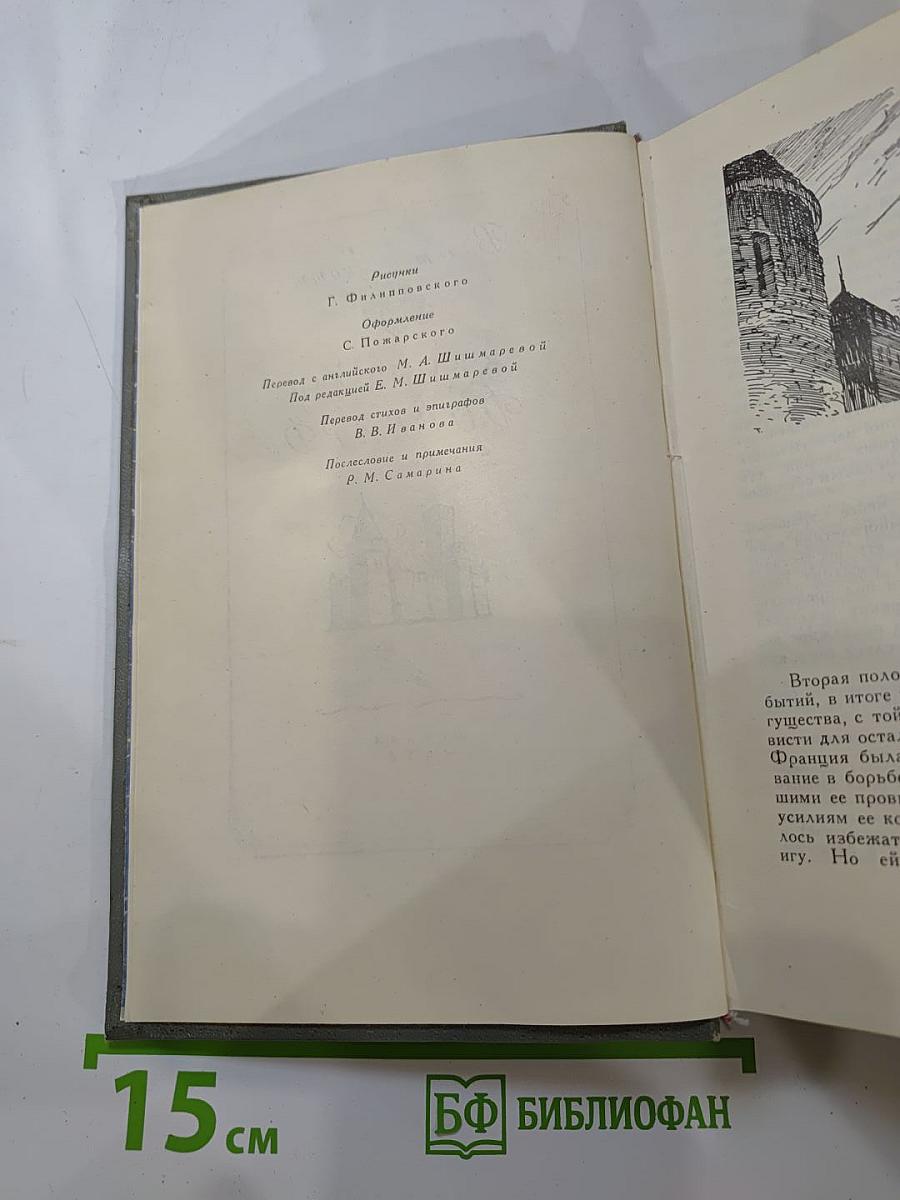 Рисунки
Г. Филипповского
Оформление
С. Пожарского
Перевод с английского М. А. Шишмаревой
Под редакцией Е. М. Шишмаревой
Перевод стихов и эпиграфов
В. В. Иванова
Послесловие и примечания
Р. М. Самарина
Вторая поло
бытий, в итоге
гущества, с той
висти для оста
Франция была
вание в борьбе
шими ее пров
усилиям ее ко
лось избежат
игу. Но ей
15 см
БФ БИБЛИОФАН